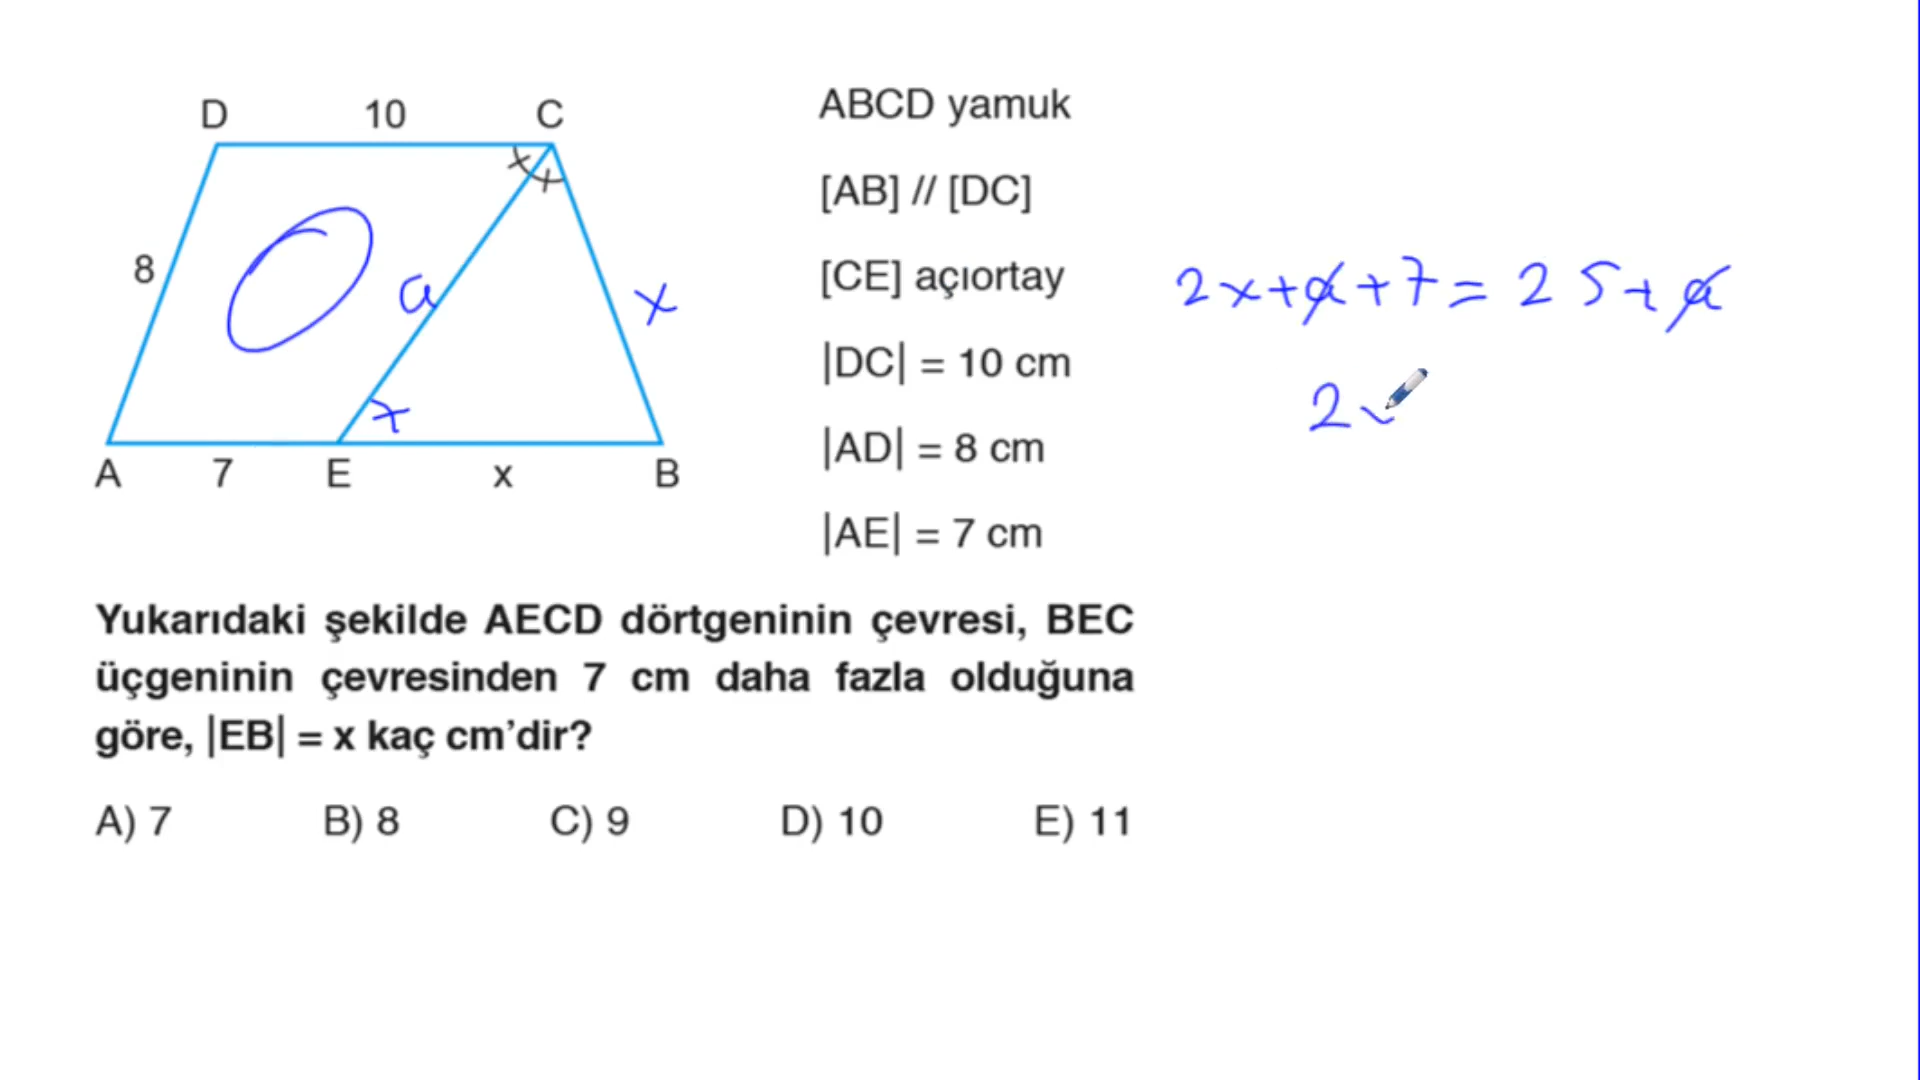 D 10 C
8
a
x
x
A 7 E x B
ABCD yamuk
[AB] // [DC]
[CE] açıortay
|DC| = 10 cm
|AD| = 8 cm
|AE| = 7 cm
2x+a+7=25+a
2
Yukarıdaki şekilde AECD dörtgeninin çevresi, BEC
üçgeninin çevresinden 7 cm daha fazla olduğuna
göre, |EB| = x kaç cm'dir?
A) 7 B) 8 C) 9 D) 10 E) 11